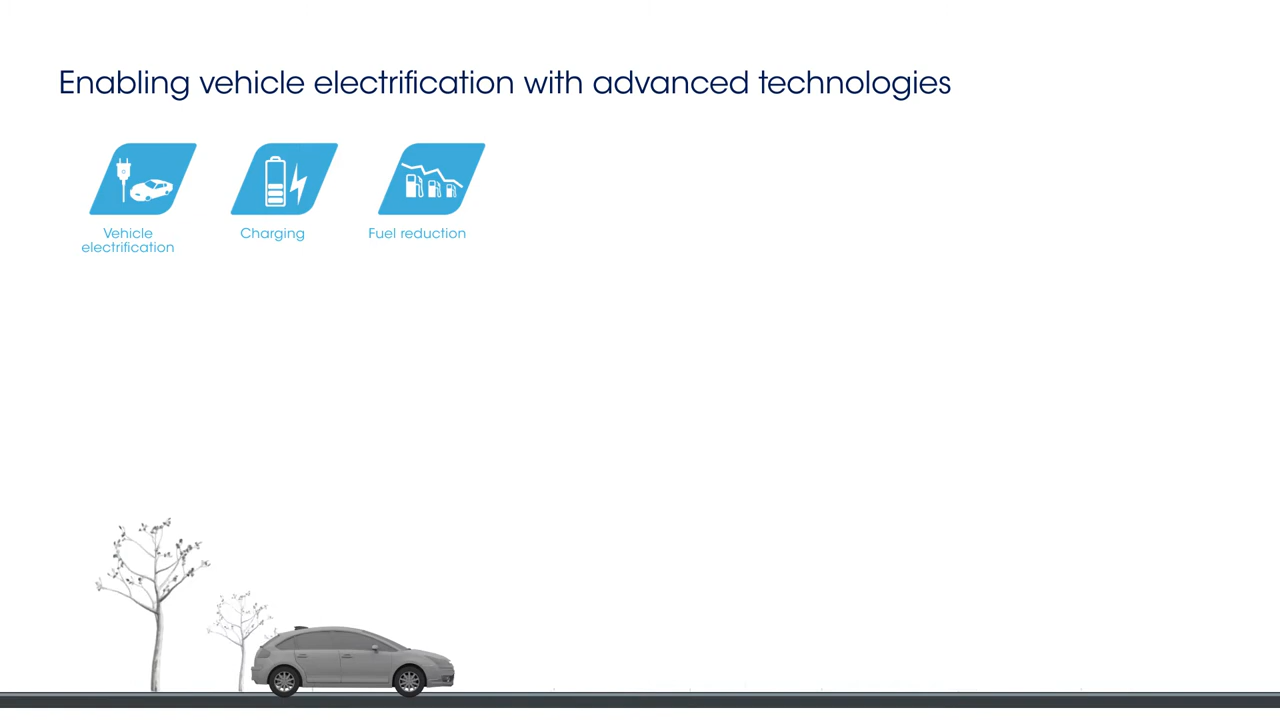 Enabling vehicle electrification with advanced technologies
Vehicle
electrification
Charging
Fuel reduction